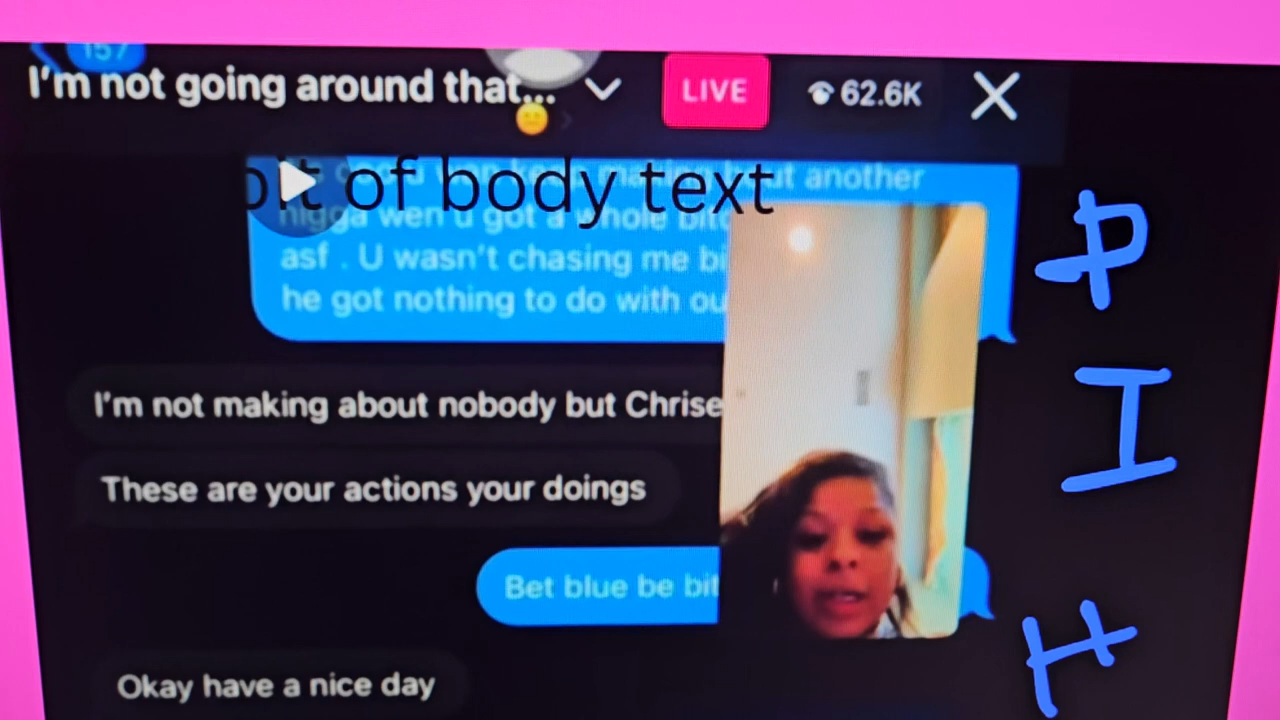 157
I'm not going around that... LIVE 62.6K
another
of body text
nigga wen u got a whole
asf . U wasn't chasing me
he got nothing to do with
I'm not making about nobody but Chrise
These are your actions your doings
Bet blue be
Okay have a nice day
P
I
H